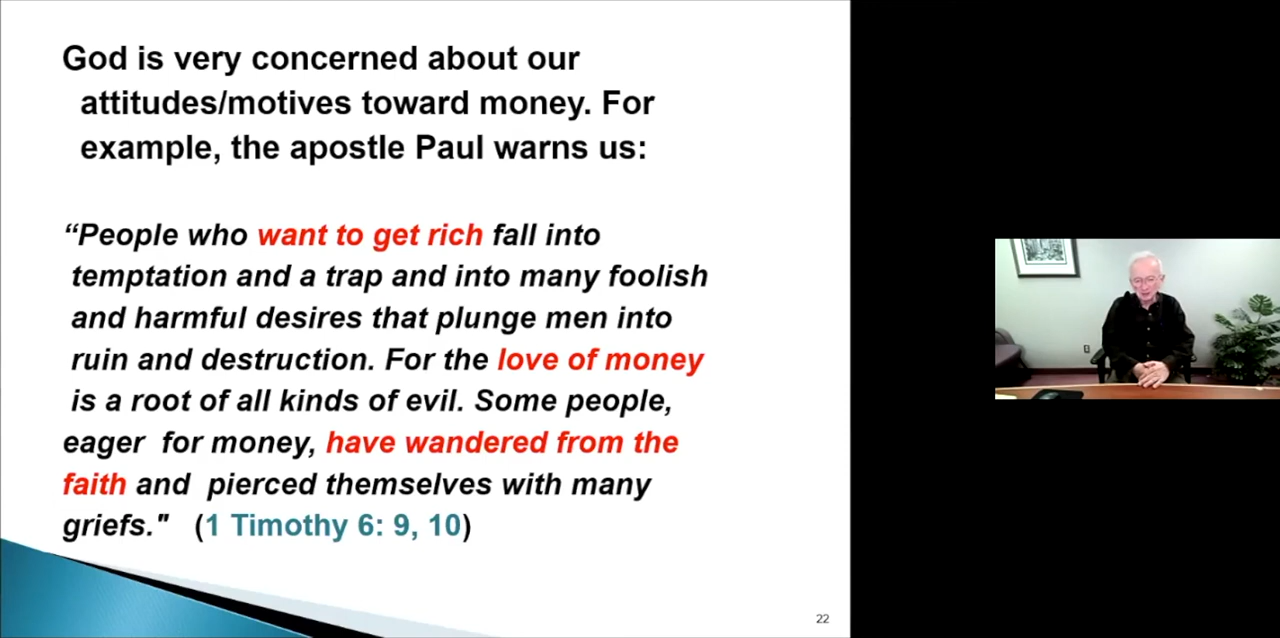 God is very concerned about our
attitudes/motives toward money. For
example, the apostle Paul warns us:
“People who want to get rich fall into
temptation and a trap and into many foolish
and harmful desires that plunge men into
ruin and destruction. For the love of money
is a root of all kinds of evil. Some people,
eager for money, have wandered from the
faith and pierced themselves with many
griefs." (1 Timothy 6: 9, 10)
22